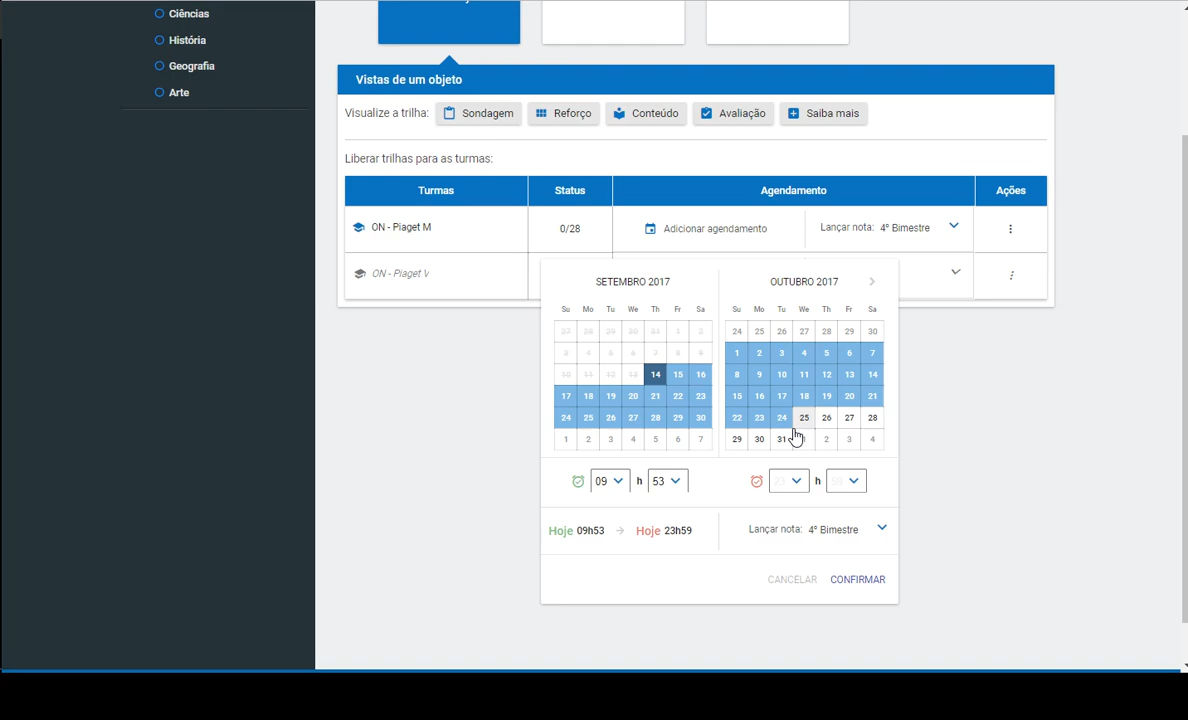 Ciências
História
Geografia
Arte
Vistas de um objeto
Visualize a trilha: Sondagem Reforço Conteúdo Avaliação Saiba mais
Liberar trilhas para as turmas:
Turmas Status Agendamento Ações
ON - Piaget M 0/28 Adicionar agendamento Lançar nota: 4º Bimestre
ON - Piaget V
SETEMBRO 2017 OUTUBRO 2017
Su Mo Tu We Th Fr Sa Su Mo Tu We Th Fr Sa
27 28 29 30 31 1 2 24 25 26 27 28 29 30
3 4 5 6 7 8 9 1 2 3 4 5 6 7
10 11 12 13 14 15 16 8 9 10 11 12 13 14
17 18 19 20 21 22 23 15 16 17 18 19 20 21
24 25 26 27 28 29 30 22 23 24 25 26 27 28
1 2 3 4 5 6 7 29 30 31 1 2 3 4
09 h 53 23 h 59
Hoje 09h53 → Hoje 23h59 Lançar nota: 4º Bimestre
CANCELAR CONFIRMAR